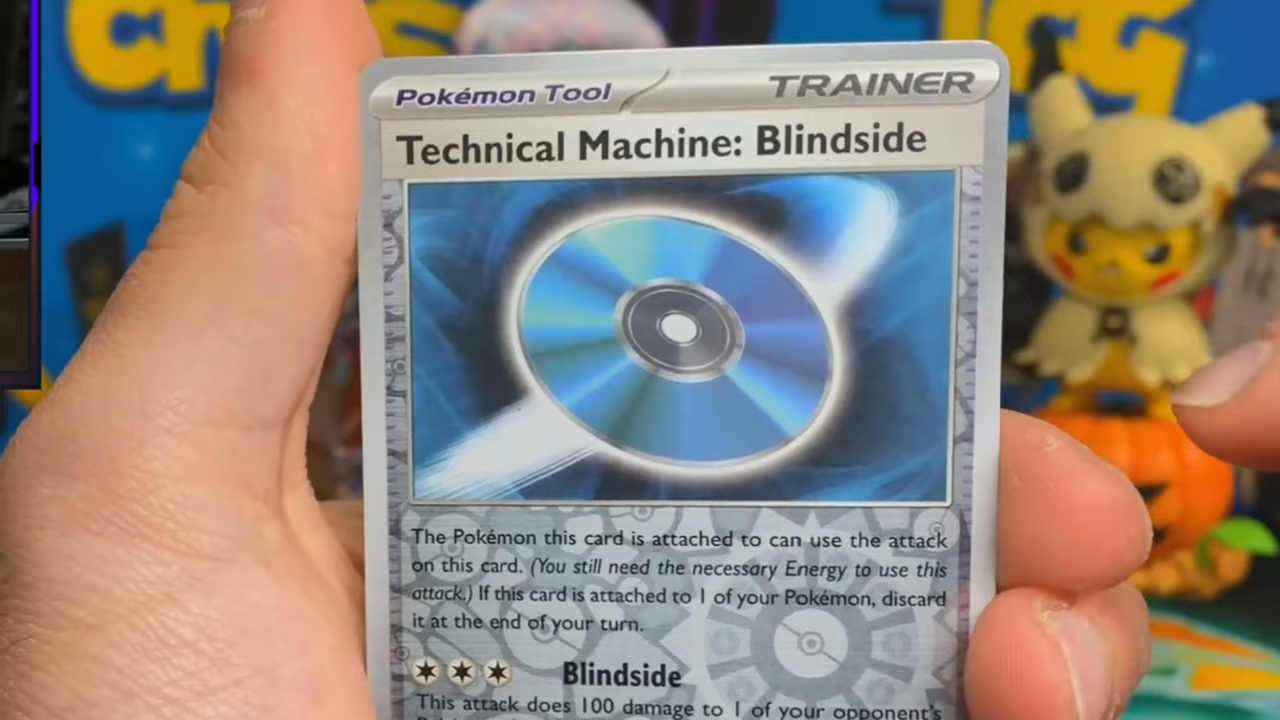 Pokémon Tool
TRAINER
Technical Machine: Blindside
The Pokémon this card is attached to can use the attack
on this card. (You still need the necessary Energy to use this
attack.) If this card is attached to 1 of your Pokémon, discard
it at the end of your turn.
Blindside
This attack does 100 damage to 1 of your opponent's